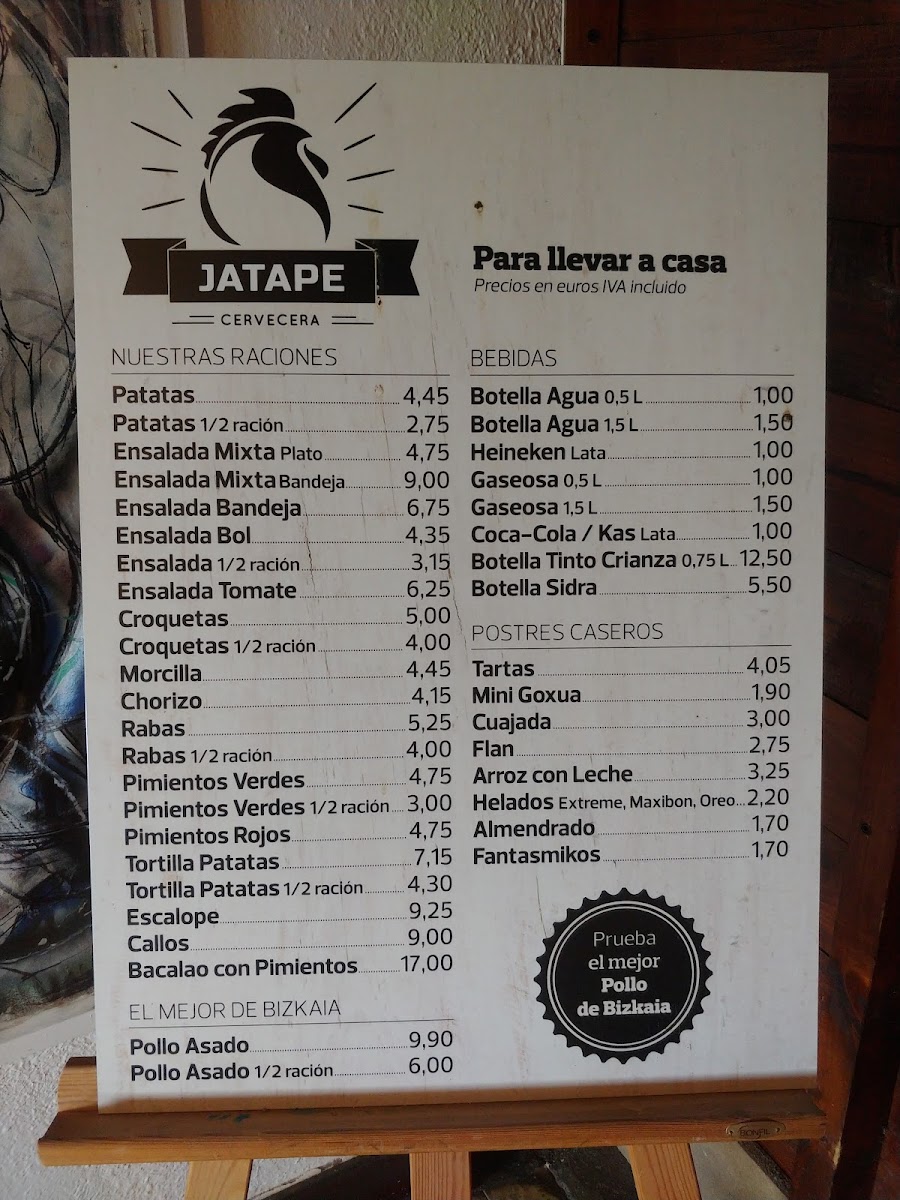 JATAPE
CERVECERA
Para llevar a casa
Precios en euros IVA incluido
NUESTRAS RACIONES
Patatas 4,45
Patatas 1/2 ración 2,75
Ensalada Mixta Plato 4,75
Ensalada Mixta Bandeja 9,00
Ensalada Bandeja 6,75
Ensalada Bol 4,35
Ensalada 1/2 ración 3,15
Ensalada Tomate 6,25
Croquetas 5,00
Croquetas 1/2 ración 4,00
Morcilla 4,45
Chorizo 4,15
Rabas 5,25
Rabas 1/2 ración 4,00
Pimientos Verdes 4,75
Pimientos Verdes 1/2 ración 3,00
Pimientos Rojos 4,75
Tortilla Patatas 7,15
Tortilla Patatas 1/2 ración 4,30
Escalope 9,25
Callos 9,00
Bacalao con Pimientos 17,00
EL MEJOR DE BIZKAIA
Pollo Asado 9,90
Pollo Asado 1/2 ración 6,00
BEBIDAS
Botella Agua 0,5 L 1,00
Botella Agua 1,5 L 1,50
Heineken Lata 1,00
Gaseosa 0,5 L 1,00
Gaseosa 1,5 L 1,50
Coca-Cola / Kas Lata 1,00
Botella Tinto Crianza 0,75 L 12,50
Botella Sidra 5,50
POSTRES CASEROS
Tartas 4,05
Mini Goxua 1,90
Cuajada 3,00
Flan 2,75
Arroz con Leche 3,25
Helados Extreme, Maxibon, Oreo 2,20
Almendrado 1,70
Fantasmikos 1,70
Prueba
el mejor
Pollo
de Bizkaia
BONFIL